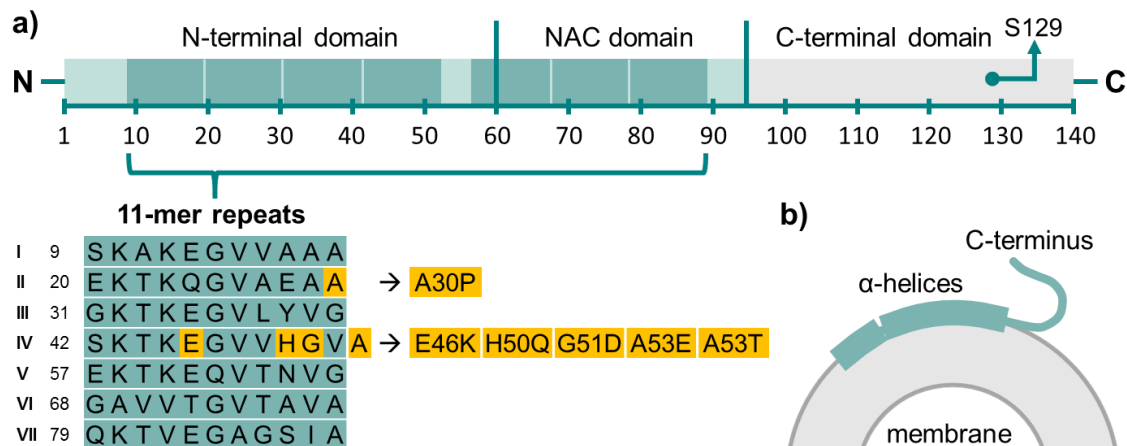 a)
N-terminal domain NAC domain C-terminal domain S129
N C
1 10 20 30 40 50 60 70 80 90 100 110 120 130 140
11-mer repeats
I 9 SKAKEGVVAAA
II 20 EKTKQGVAEAA → A30P
III 31 GKTKEGVLYVG
IV 42 SKTKEGVVHGVA → E46K H50Q G51D A53E A53T
V 57 EKTKEQVTNVG
VI 68 GAVVTGVTAVA
VII 79 QKTVEGAGSIA
b)
C-terminus
α-helices
membrane